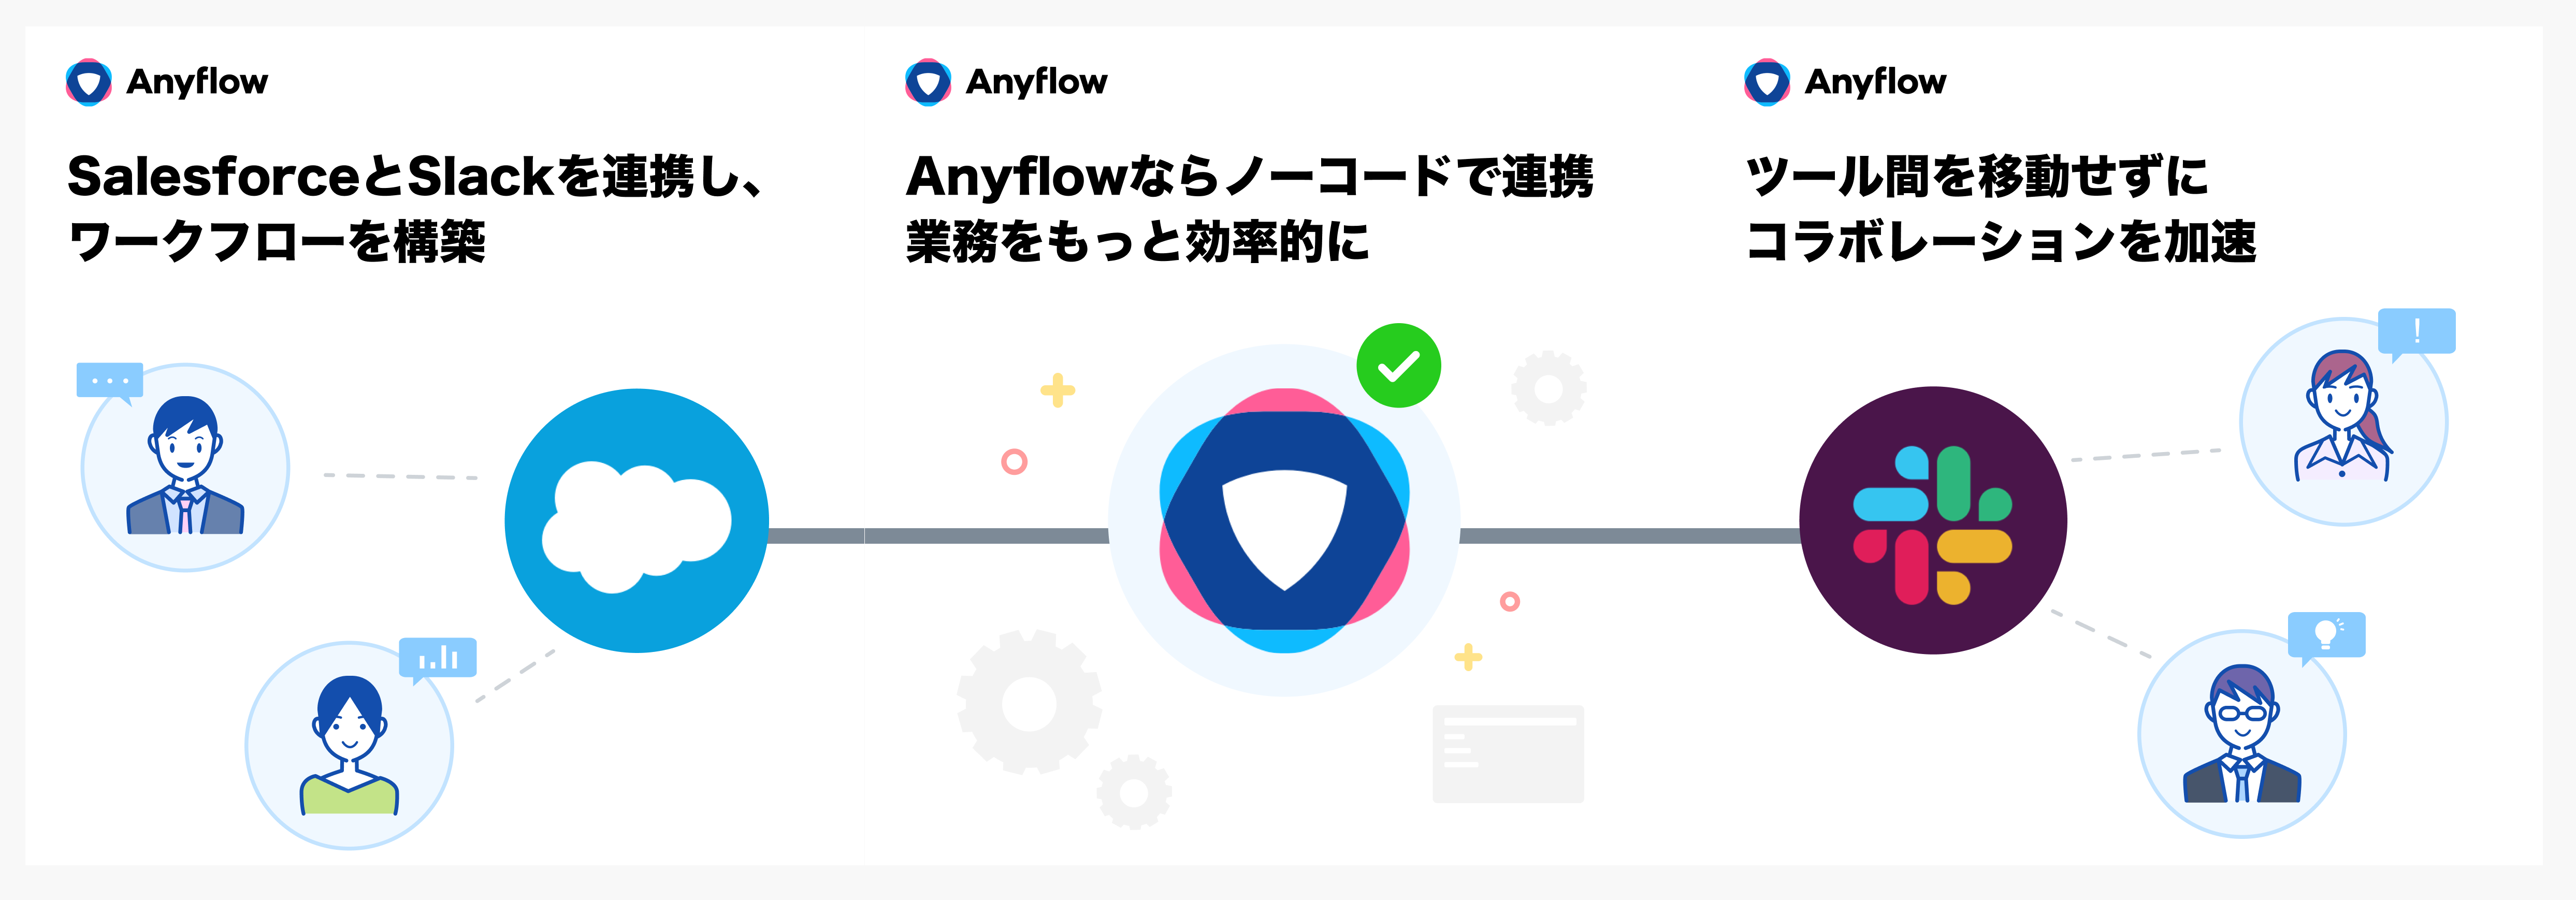 Anyflow
SalesforceとSlackを連携し、
ワークフローを構築
Anyflow
Anyflowならノーコードで連携
業務をもっと効率的に
Anyflow
ツール間を移動せずに
コラボレーションを加速
!